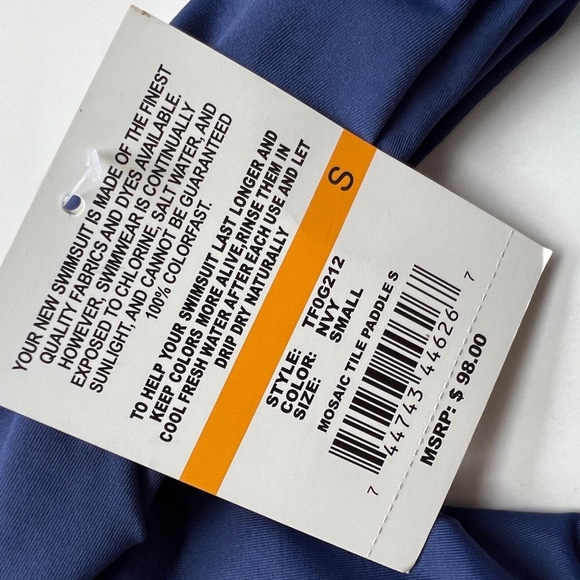 YOUR NEW SWIMSUIT IS MADE OF THE FINEST
QUALITY FABRICS AND DYES AVAILABLE.
HOWEVER, SWIMWEAR IS CONTINUALLY
EXPOSED TO CHLORINE, SALT WATER, AND
SUNLIGHT, AND CANNOT BE GUARANTEED
100% COLORFAST.
TO HELP YOUR SWIMSUIT LAST LONGER AND
KEEP COLORS MORE ALIVE.RINSE THEM IN
COOL FRESH WATER AFTER EACH USE AND LET
DRIP DRY NATURALLY
S
STYLE: TF0G212
COLOR: NVY
SIZE: SMALL
MOSAIC TILE PADDLE S
7 44743 44626 7
MSRP: $ 98.00